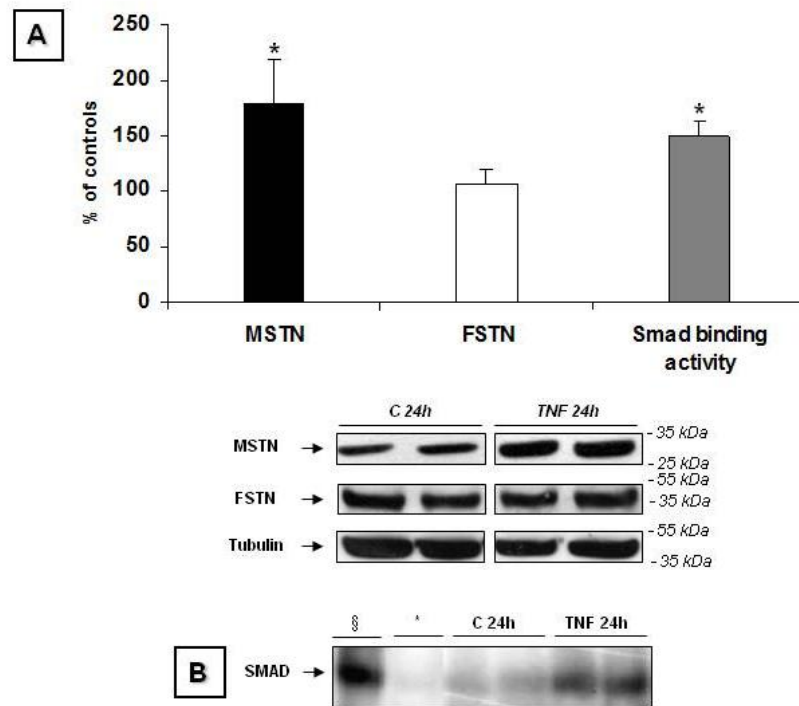 A
250
200
150
100
50
0
% of controls
*
*
MSTN
FSTN
Smad binding
activity
C 24h
TNF 24h
MSTN
- 35 kDa
- 25 kDa
FSTN
- 55 kDa
- 35 kDa
Tubulin
- 55 kDa
- 35 kDa
§
*
C 24h
TNF 24h
B
SMAD